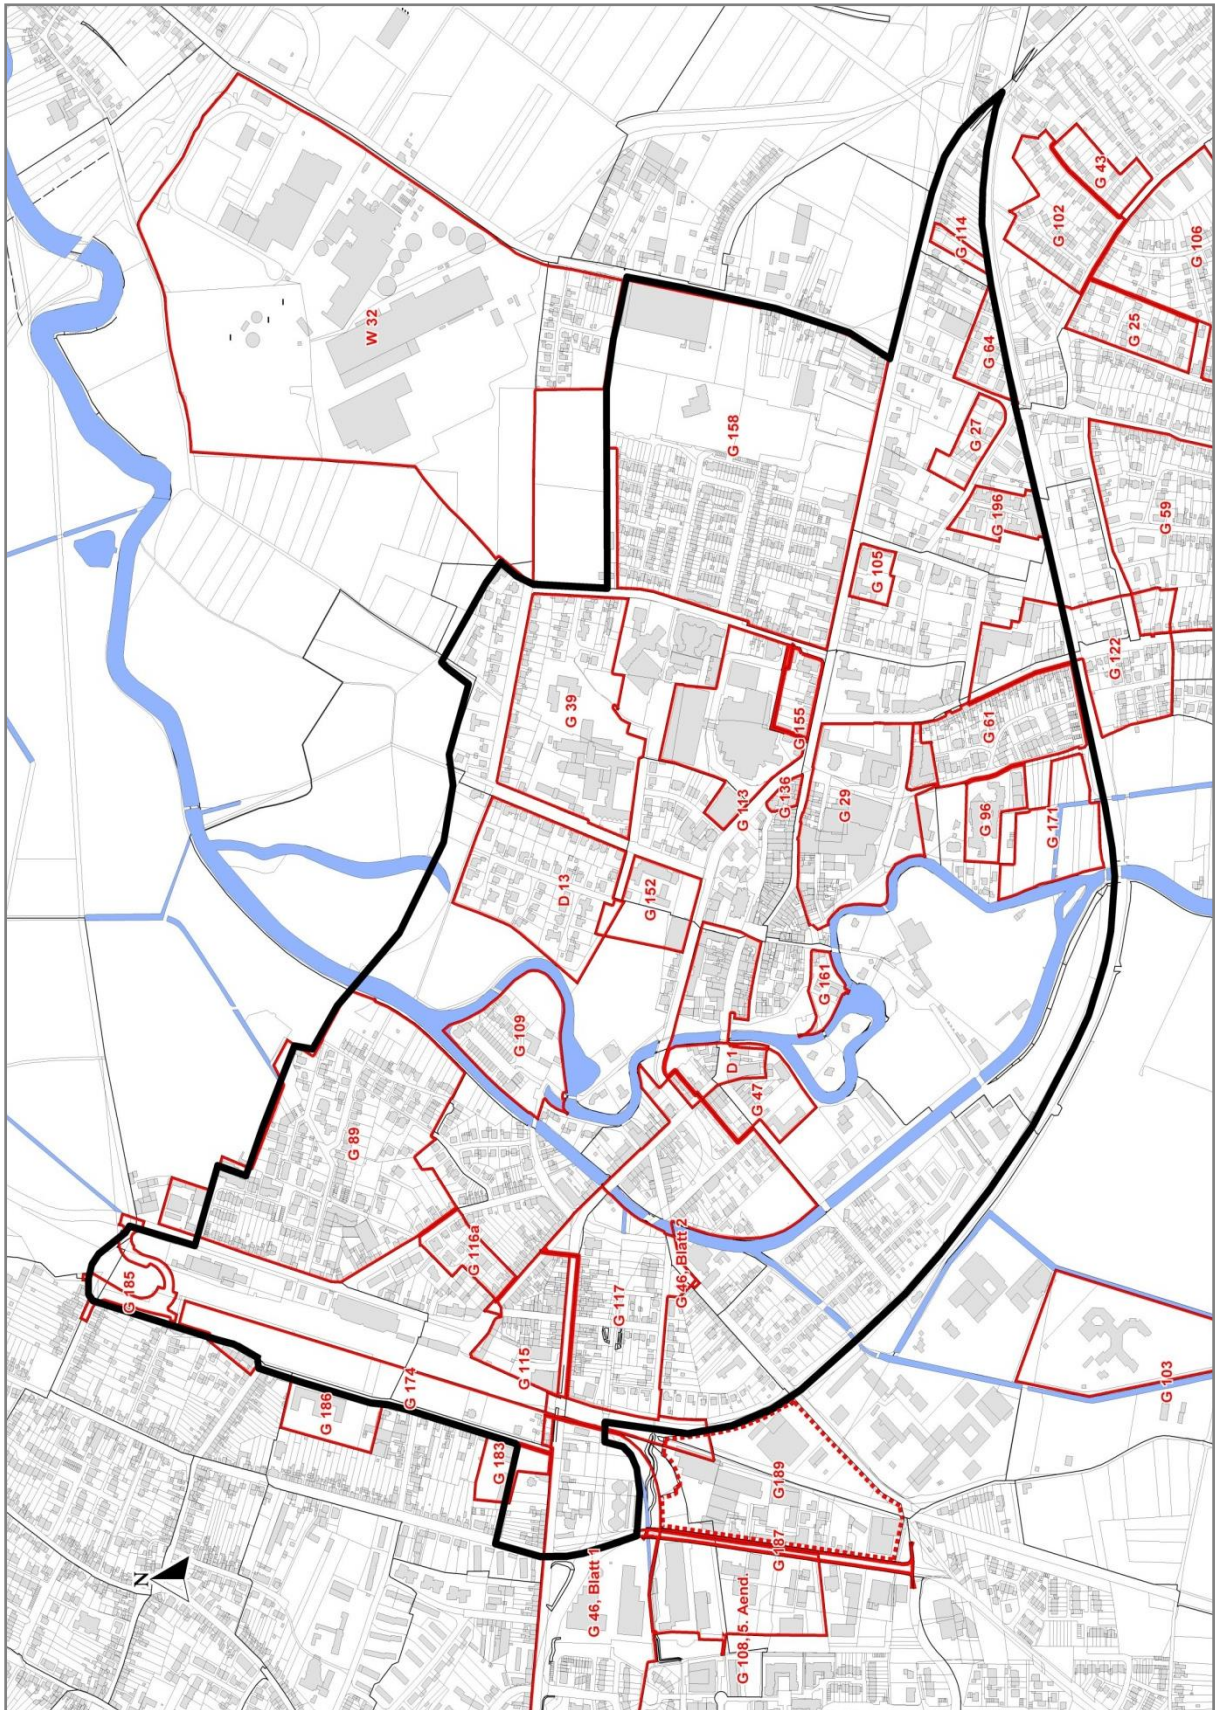 G 185
G 186
G 183
N
G 174
G 46, Blatt 1
G 108, 5. Aend.
G 187
G189
G 115
G 117
G 116a
G 46, Blatt 2
G 89
G 103
G 109
G 47
D 1
G 161
D 13
G 152
G 39
G 113
G 136
G 155
G 29
G 96
G 171
G 61
G 122
W 32
G 158
G 105
G 196
G 27
G 64
G 114
G 59
G 25
G 102
G 43
G 106